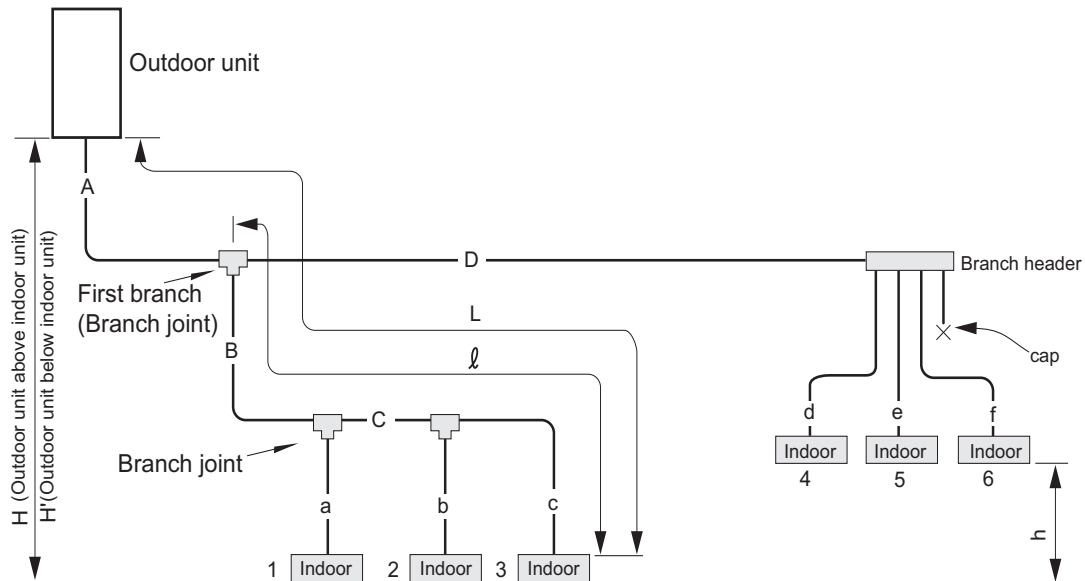 Outdoor unit
A
H (Outdoor unit above indoor unit)
H'(Outdoor unit below indoor unit)
First branch
(Branch joint)
D
Branch header
L
B
ℓ
cap
C
d
e
f
Branch joint
Indoor
Indoor
Indoor
4
5
6
a
b
c
h
1
Indoor
2
Indoor
3
Indoor